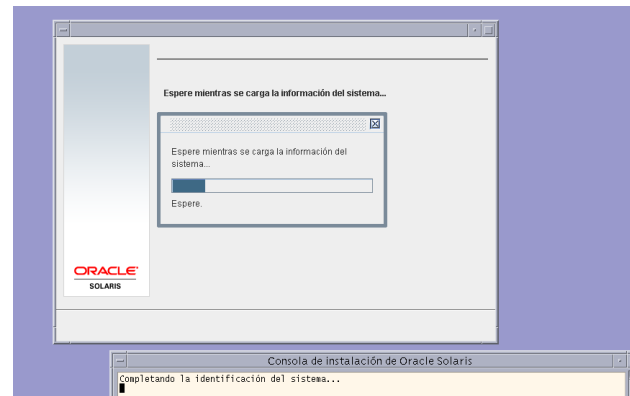 Espere mientras se carga la información del sistema...
Espere mientras se carga la información del
sistema...
Espere.
ORACLE
SOLARIS
Consola de instalación de Oracle Solaris
Completando la identificación del sistema...